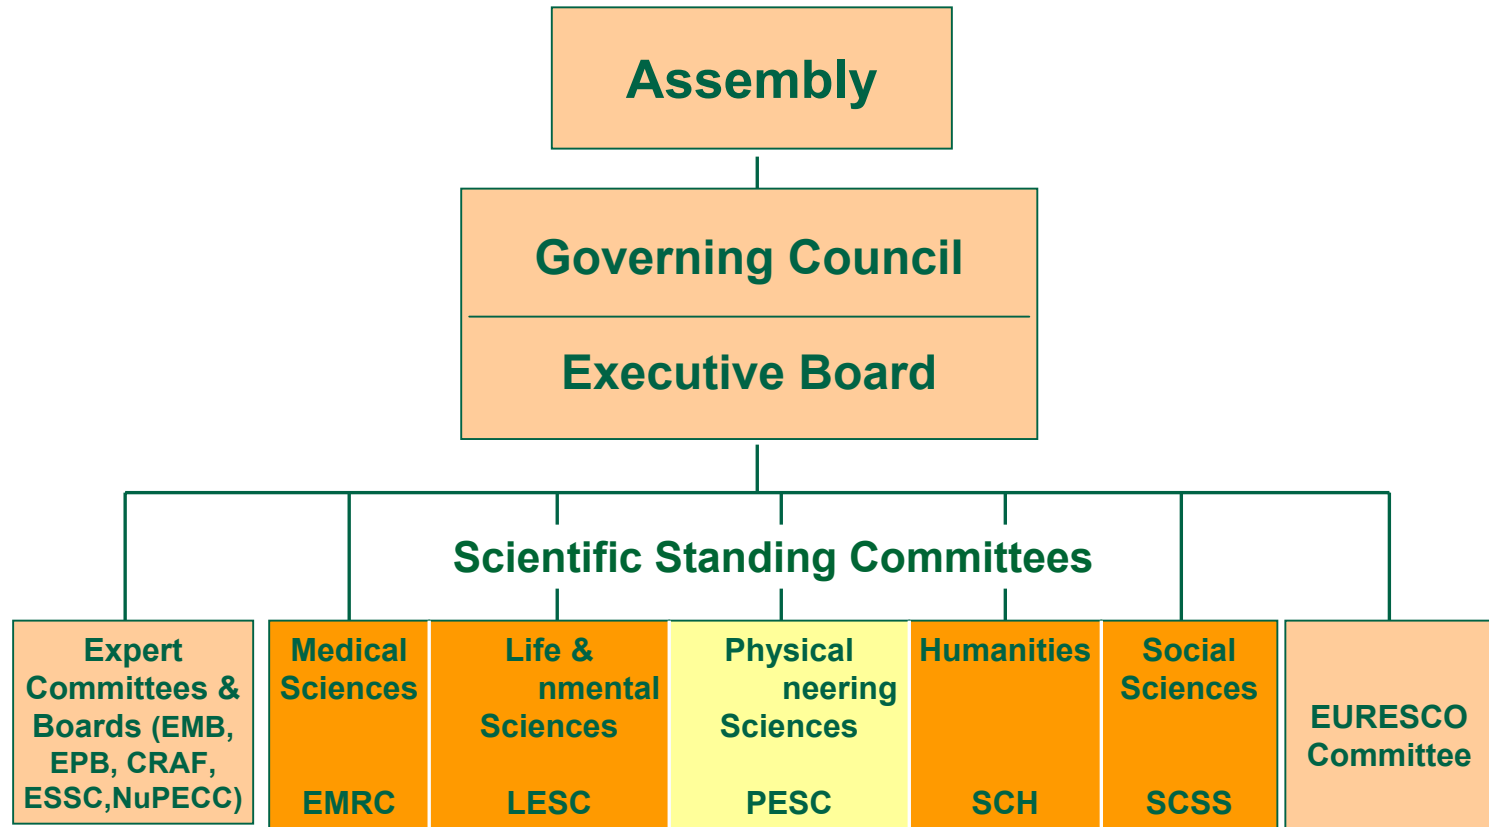 Assembly
Governing Council
Executive Board
Scientific Standing Committees
Expert
Committees &
Boards (EMB,
EPB, CRAF,
ESSC,NuPECC)
Medical
Sciences
EMRC
Life &
nmental
Sciences
LESC
Physical
neering
Sciences
PESC
Humanities
SCH
Social
Sciences
SCSS
EURESCO
Committee